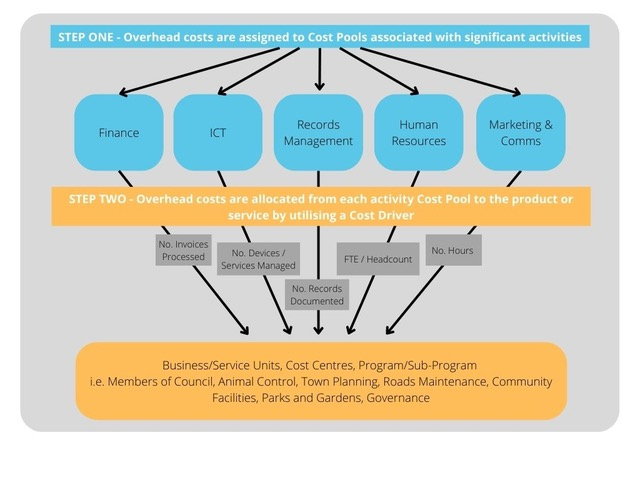 STEP ONE - Overhead costs are assigned to Cost Pools associated with significant activities
Finance
ICT
Records
Management
Human
Resources
Marketing &
Comms
STEP TWO - Overhead costs are allocated from each activity Cost Pool to the product or
service by utilising a Cost Driver
No. Invoices
Processed
No. Devices /
Services Managed
No. Records
Documented
FTE / Headcount
No. Hours
Business/Service Units, Cost Centres, Program/Sub-Program
i.e. Members of Council, Animal Control, Town Planning, Roads Maintenance, Community
Facilities, Parks and Gardens, Governance